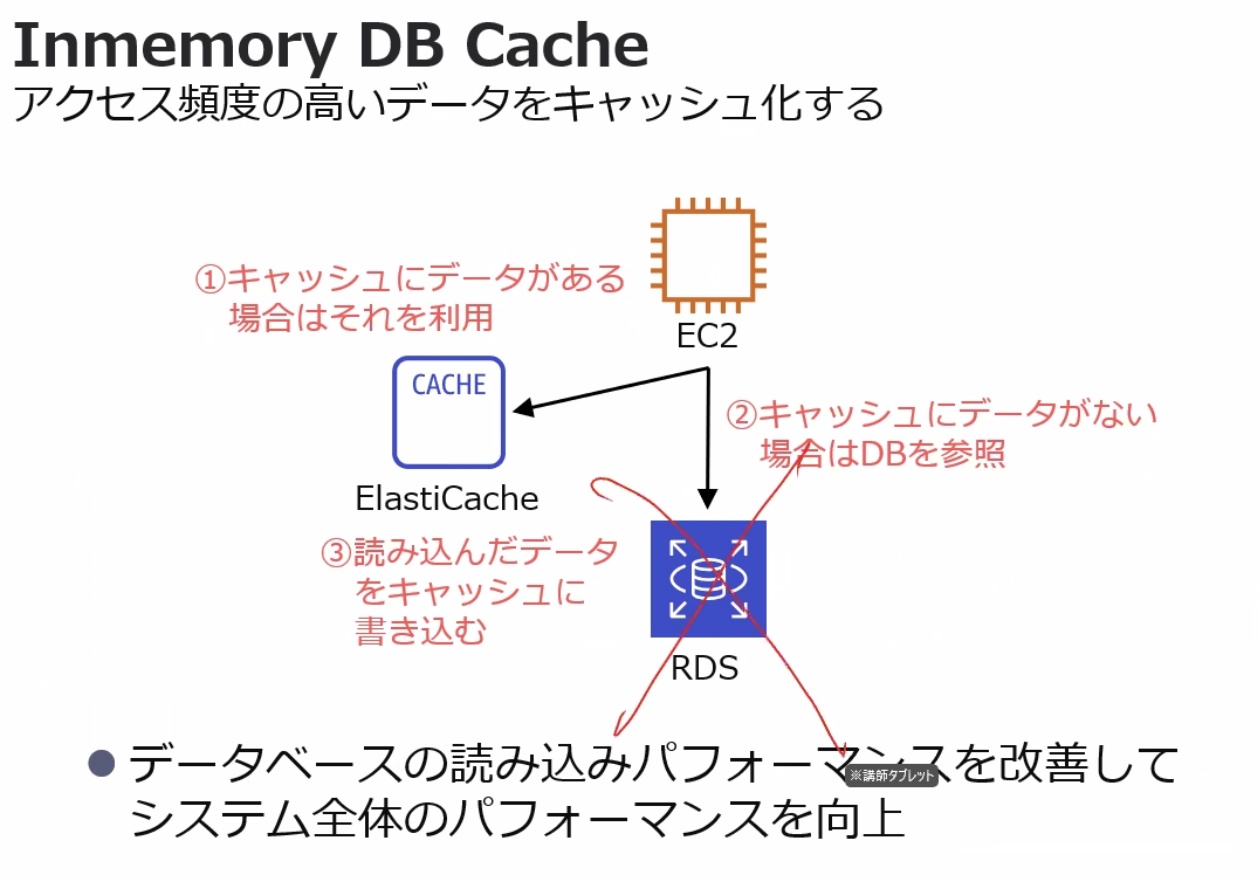 Inmemory DB Cache
アクセス頻度の高いデータをキャッシュ化する
①キャッシュにデータがある
場合はそれを利用
EC2
CACHE
ElastiCache
②キャッシュにデータがない
場合はDBを参照
③読み込んだデータ
をキャッシュに
書き込む
RDS
データベースの読み込みパフォーマンスを改善して
システム全体のパフォーマンスを向上
※講師タブレット